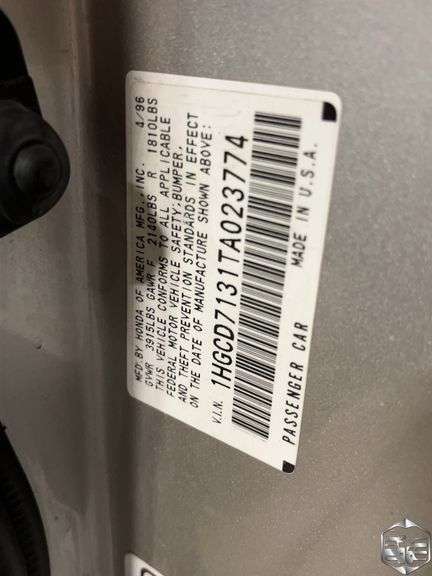 MFD BY HONDA OF AMERICA MFG., INC. 4/96
GVWR 3915LBS GAWR F 2140LBS R 1810LBS
THIS VEHICLE CONFORMS TO ALL APPLICABLE
FEDERAL MOTOR VEHICLE SAFETY, BUMPER,
AND THEFT PREVENTION STANDARDS IN EFFECT
ON THE DATE OF MANUFACTURE SHOWN ABOVE:
V.I.N. 1HGCD7131TA023774
PASSENGER CAR MADE IN U.S.A.